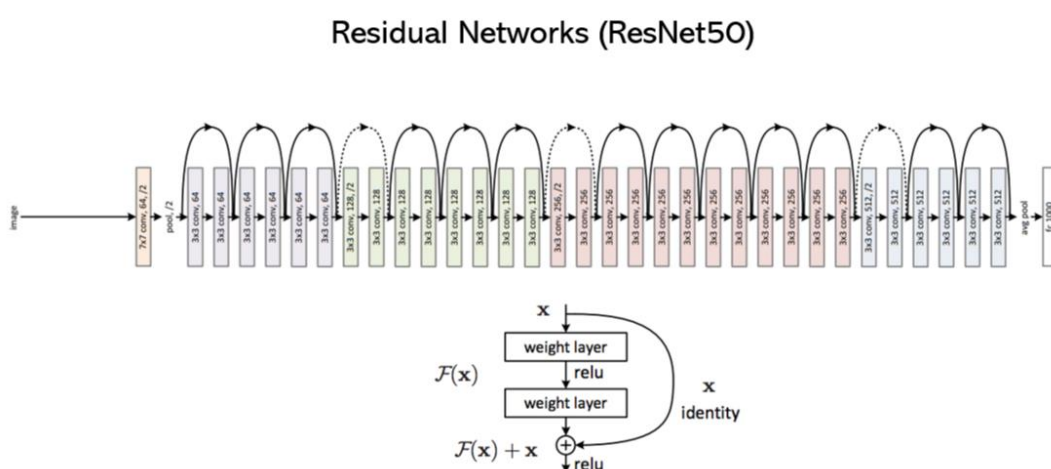 Residual Networks (ResNet50)
image
7x7 conv, 64, /2
pool, /2
3x3 conv, 64
3x3 conv, 64
3x3 conv, 64
3x3 conv, 64
3x3 conv, 64
3x3 conv, 64
3x3 conv, 128, /2
3x3 conv, 128
3x3 conv, 128
3x3 conv, 128
3x3 conv, 128
3x3 conv, 128
3x3 conv, 128
3x3 conv, 128
3x3 conv, 256, /2
3x3 conv, 256
3x3 conv, 256
3x3 conv, 256
3x3 conv, 256
3x3 conv, 256
3x3 conv, 256
3x3 conv, 256
3x3 conv, 256
3x3 conv, 256
3x3 conv, 256
3x3 conv, 256
3x3 conv, 512, /2
3x3 conv, 512
3x3 conv, 512
3x3 conv, 512
3x3 conv, 512
3x3 conv, 512
avg pool
1000
x
weight layer
F(x)
relu
x
identity
weight layer
F(x) + x
+
relu